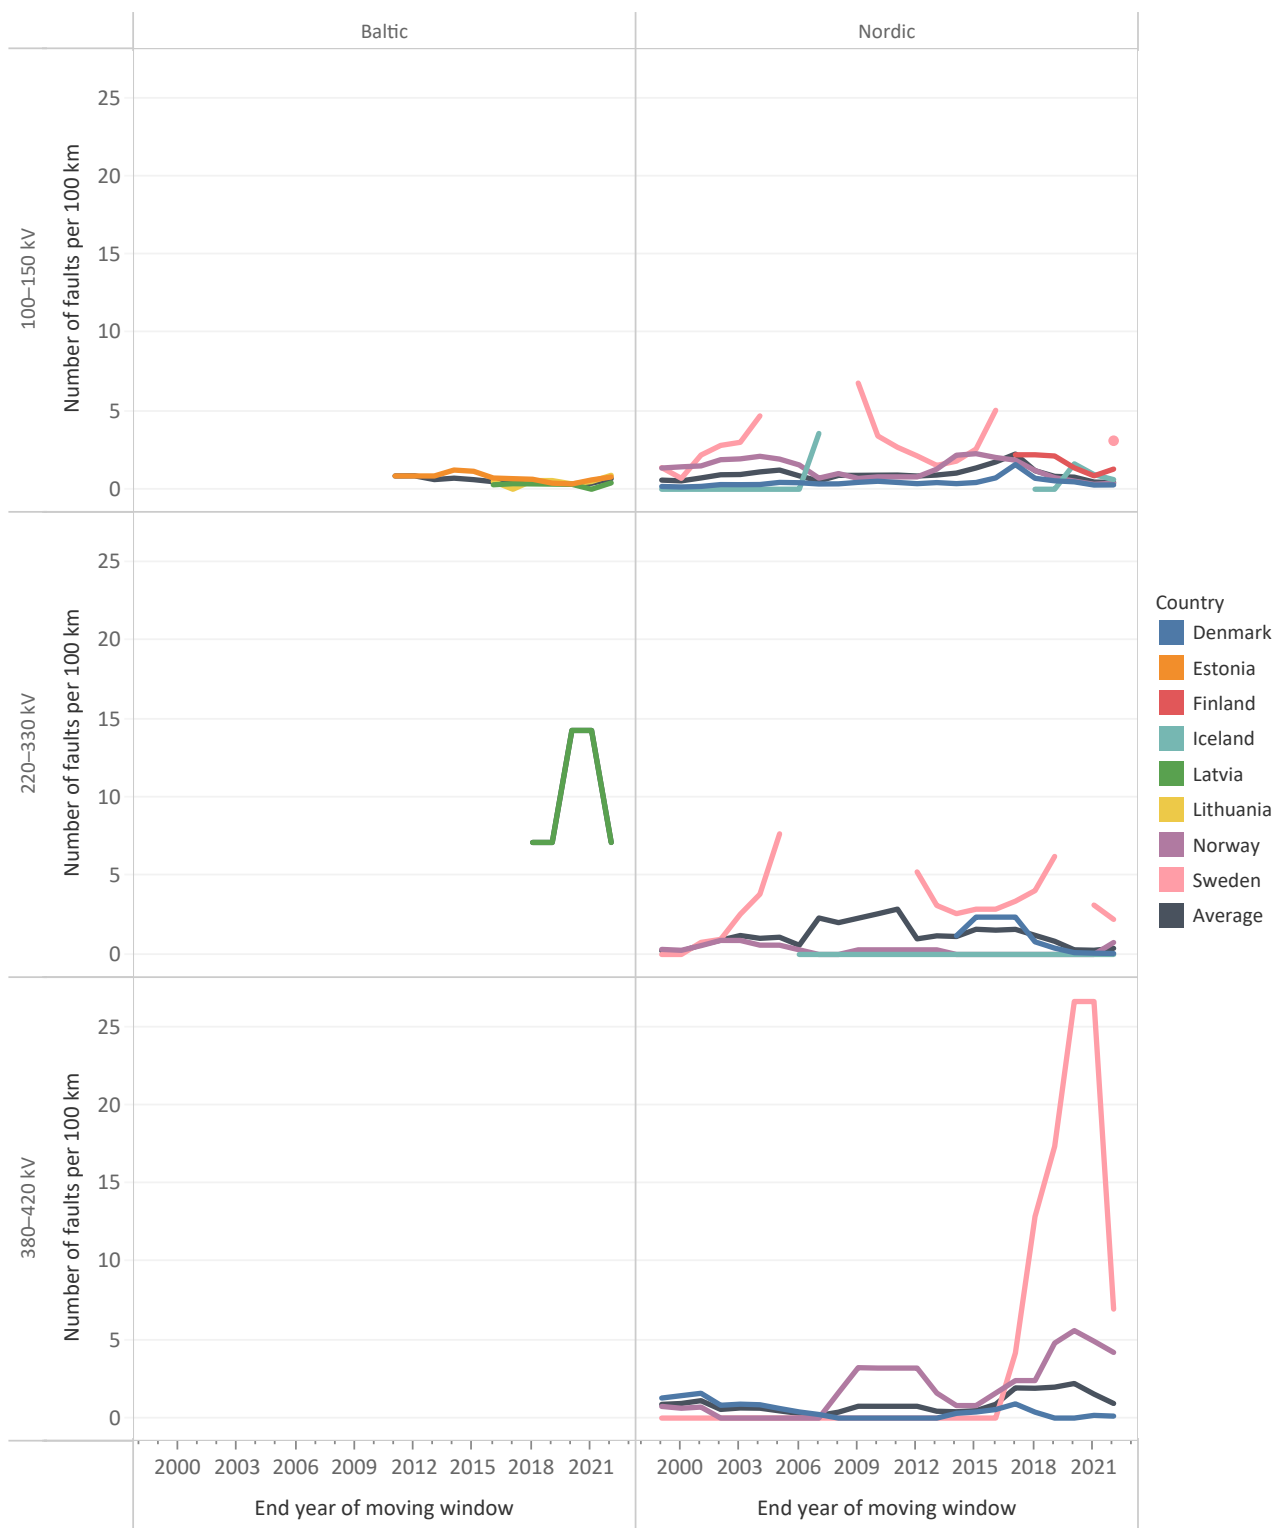 Baltic
Nordic
100–150 kV
Number of faults per 100 km
25
20
15
10
5
0
220–330 kV
Number of faults per 100 km
25
20
15
10
5
0
380–420 kV
Number of faults per 100 km
25
20
15
10
5
0
2000 2003 2006 2009 2012 2015 2018 2021
2000 2003 2006 2009 2012 2015 2018 2021
End year of moving window
End year of moving window
Country
Denmark
Estonia
Finland
Iceland
Latvia
Lithuania
Norway
Sweden
Average